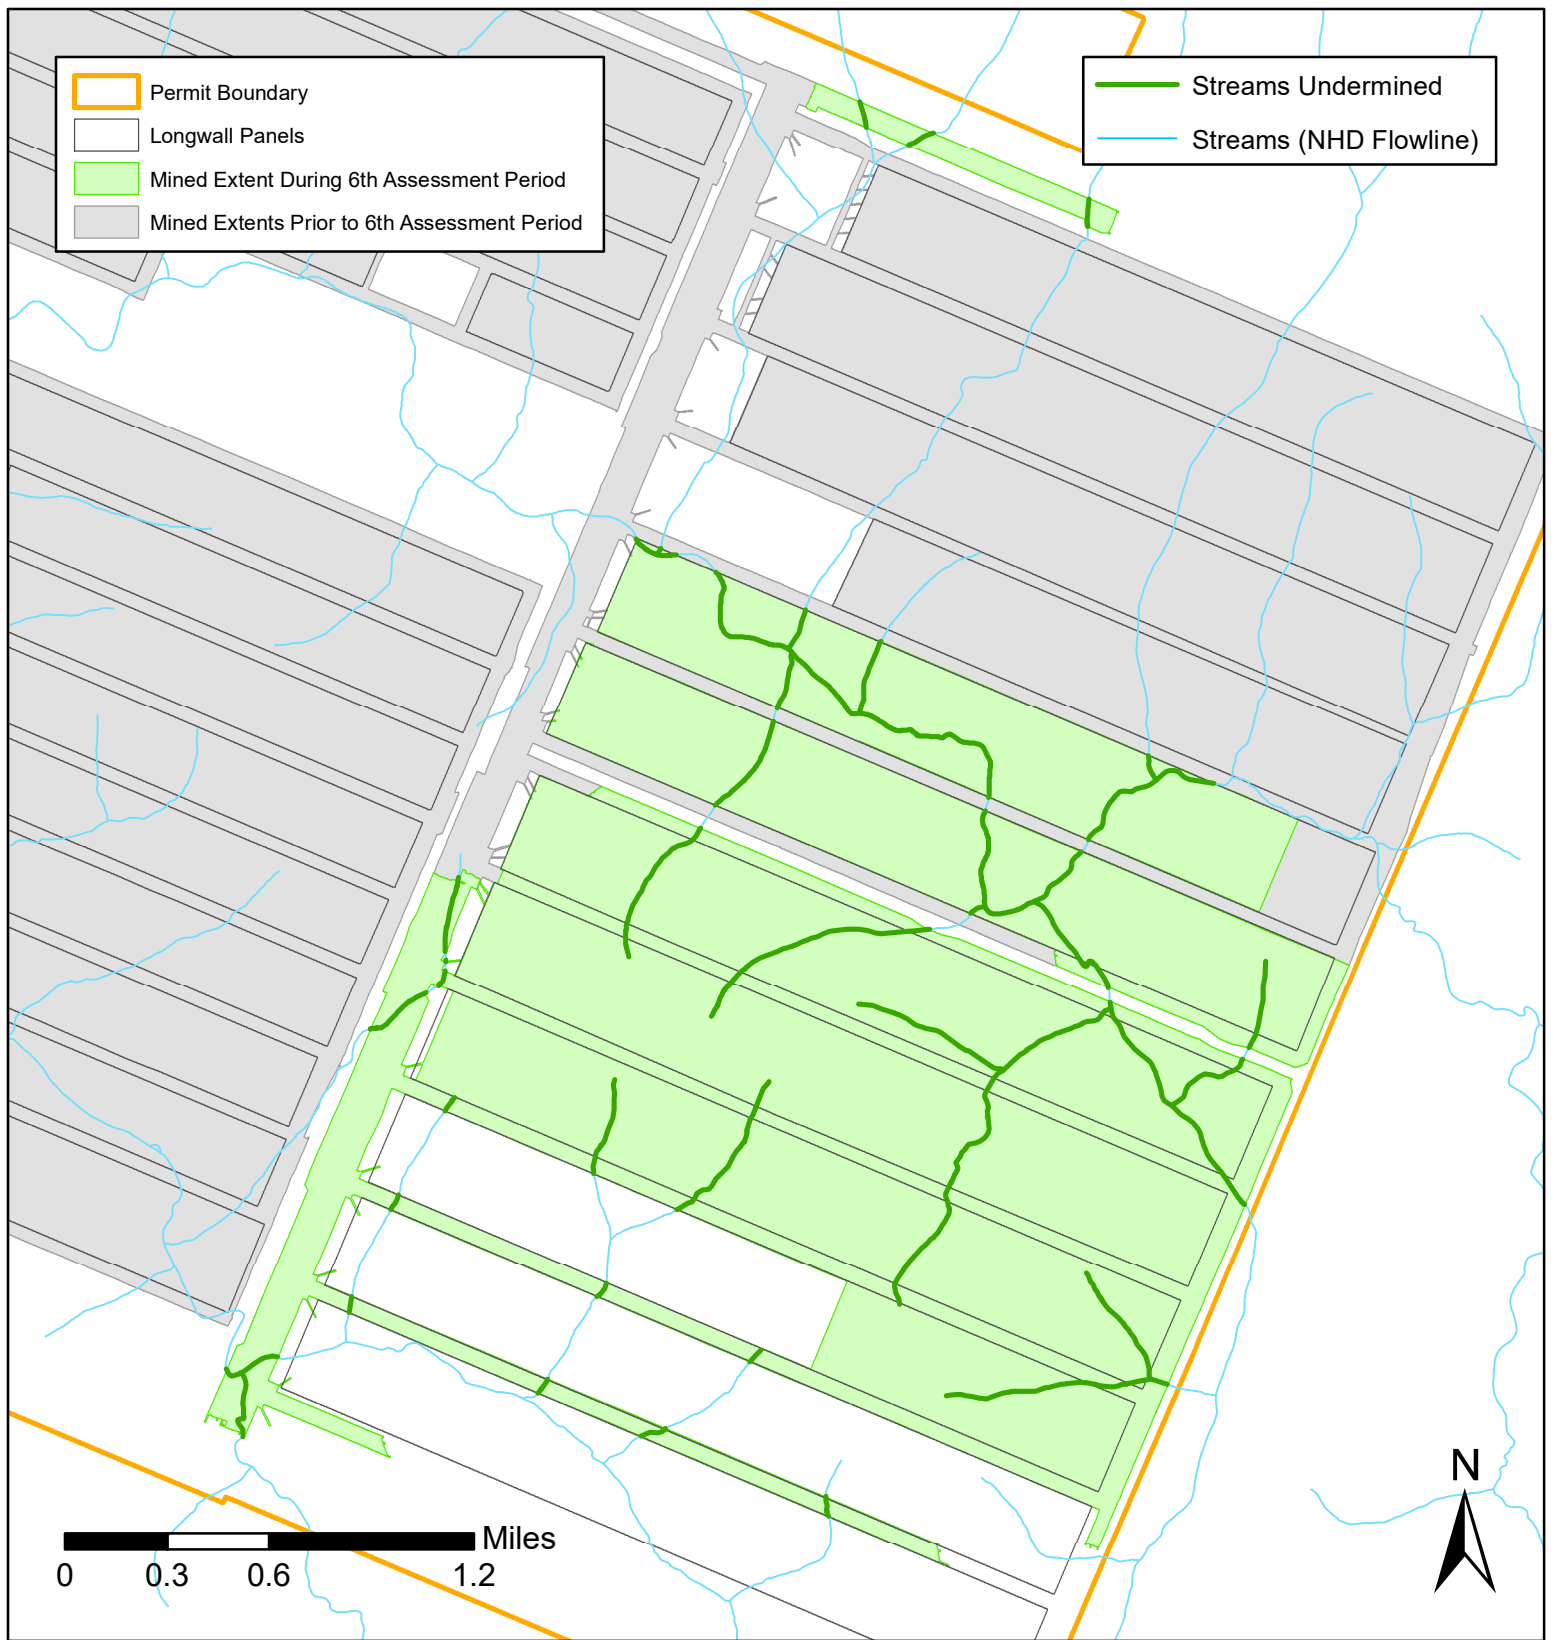 Permit Boundary
Longwall Panels
Mined Extent During 6th Assessment Period
Mined Extents Prior to 6th Assessment Period
Streams Undermined
Streams (NHD Flowline)
N
Miles
0 0.3 0.6 1.2